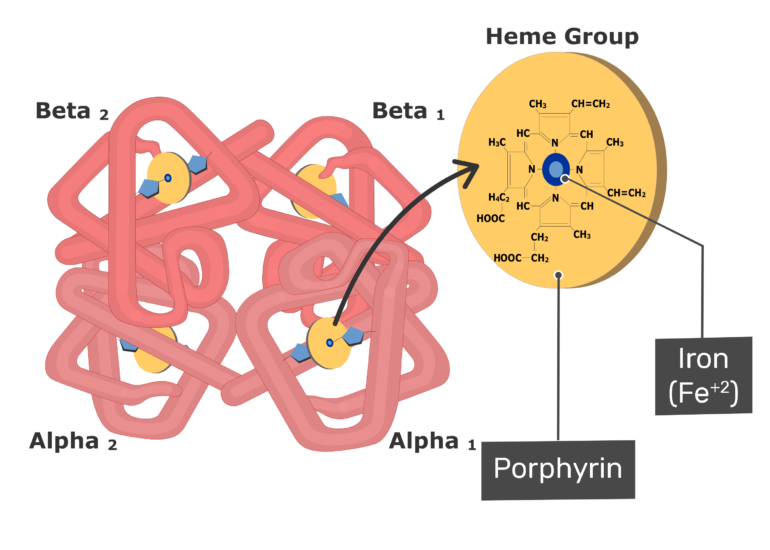 Heme Group
Beta 2
Beta 1
CH3
CH=CH2
HC
CH
H3C
CH3
N
N
N
N
H4C2
HC
CH
CH=CH2
HOOC
CH2
CH3
HOOC
CH2
Iron
(Fe+2)
Alpha 2
Alpha 1
Porphyrin